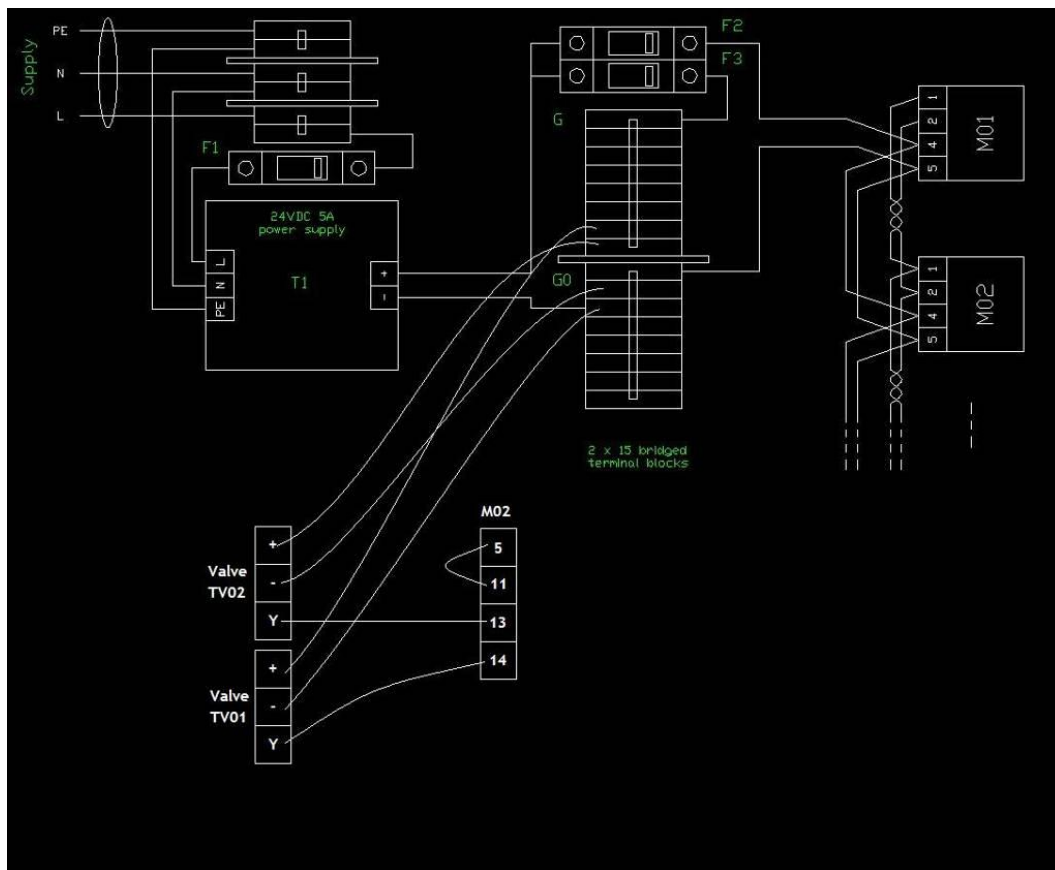 Supply
PE
N
L
F1
24VDC 5A
power supply
T1
L
N
PE
+
-
F2
F3
G
G0
2 x 15 bridged
terminal blocks
1
2
4
5
M01
1
2
4
5
M02
Valve
TV02
+
-
Y
Valve
TV01
+
-
Y
M02
5
11
13
14